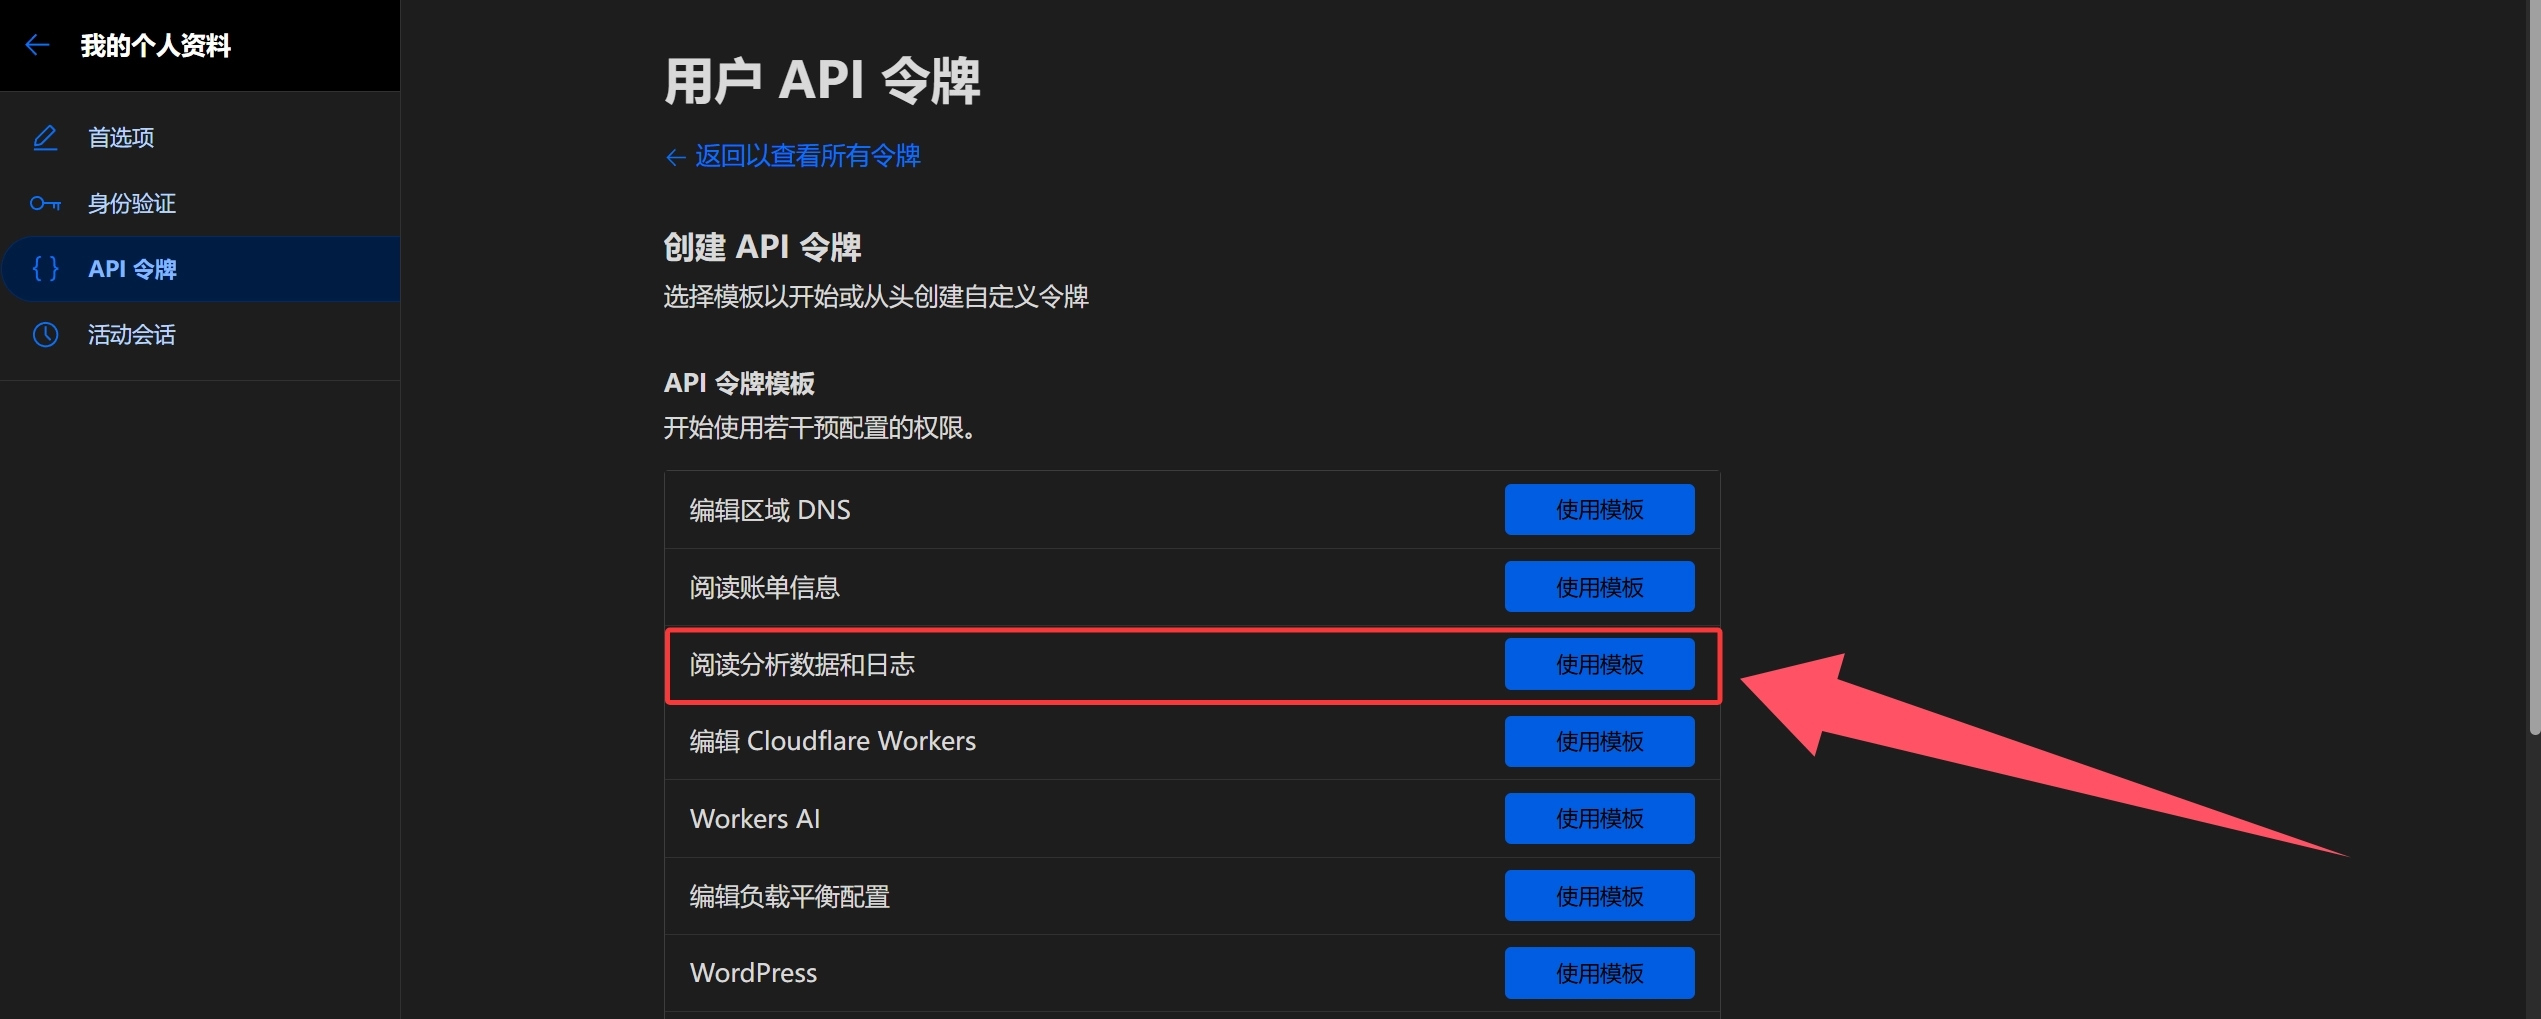 我的个人资料
首选项
身份验证
API 令牌
活动会话
用户 API 令牌
← 返回以查看所有令牌
创建 API 令牌
选择模板以开始或从头创建自定义令牌
API 令牌模板
开始使用若干预配置的权限。
编辑区域 DNS 使用模板
阅读账单信息 使用模板
阅读分析数据和日志 使用模板
编辑 Cloudflare Workers 使用模板
Workers AI 使用模板
编辑负载平衡配置 使用模板
WordPress 使用模板